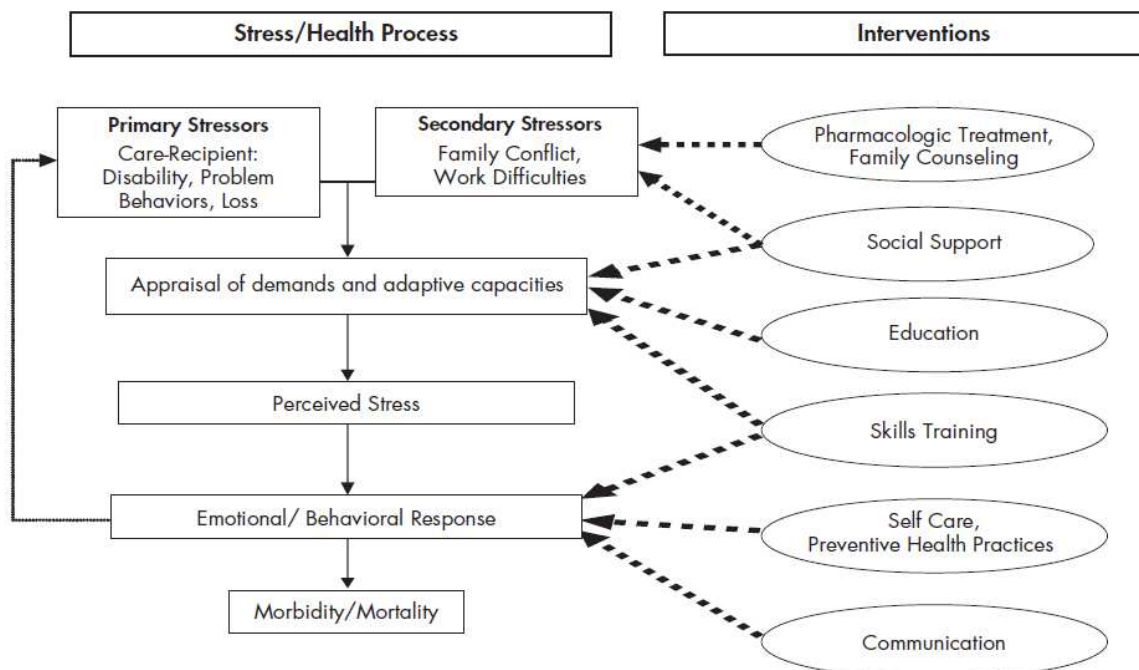 Stress/Health Process
Interventions
Primary Stressors
Care-Recipient:
Disability, Problem
Behaviors, Loss
Secondary Stressors
Family Conflict,
Work Difficulties
Pharmacologic Treatment,
Family Counseling
Social Support
Appraisal of demands and adaptive capacities
Education
Perceived Stress
Skills Training
Emotional/ Behavioral Response
Self Care,
Preventive Health Practices
Morbidity/Mortality
Communication